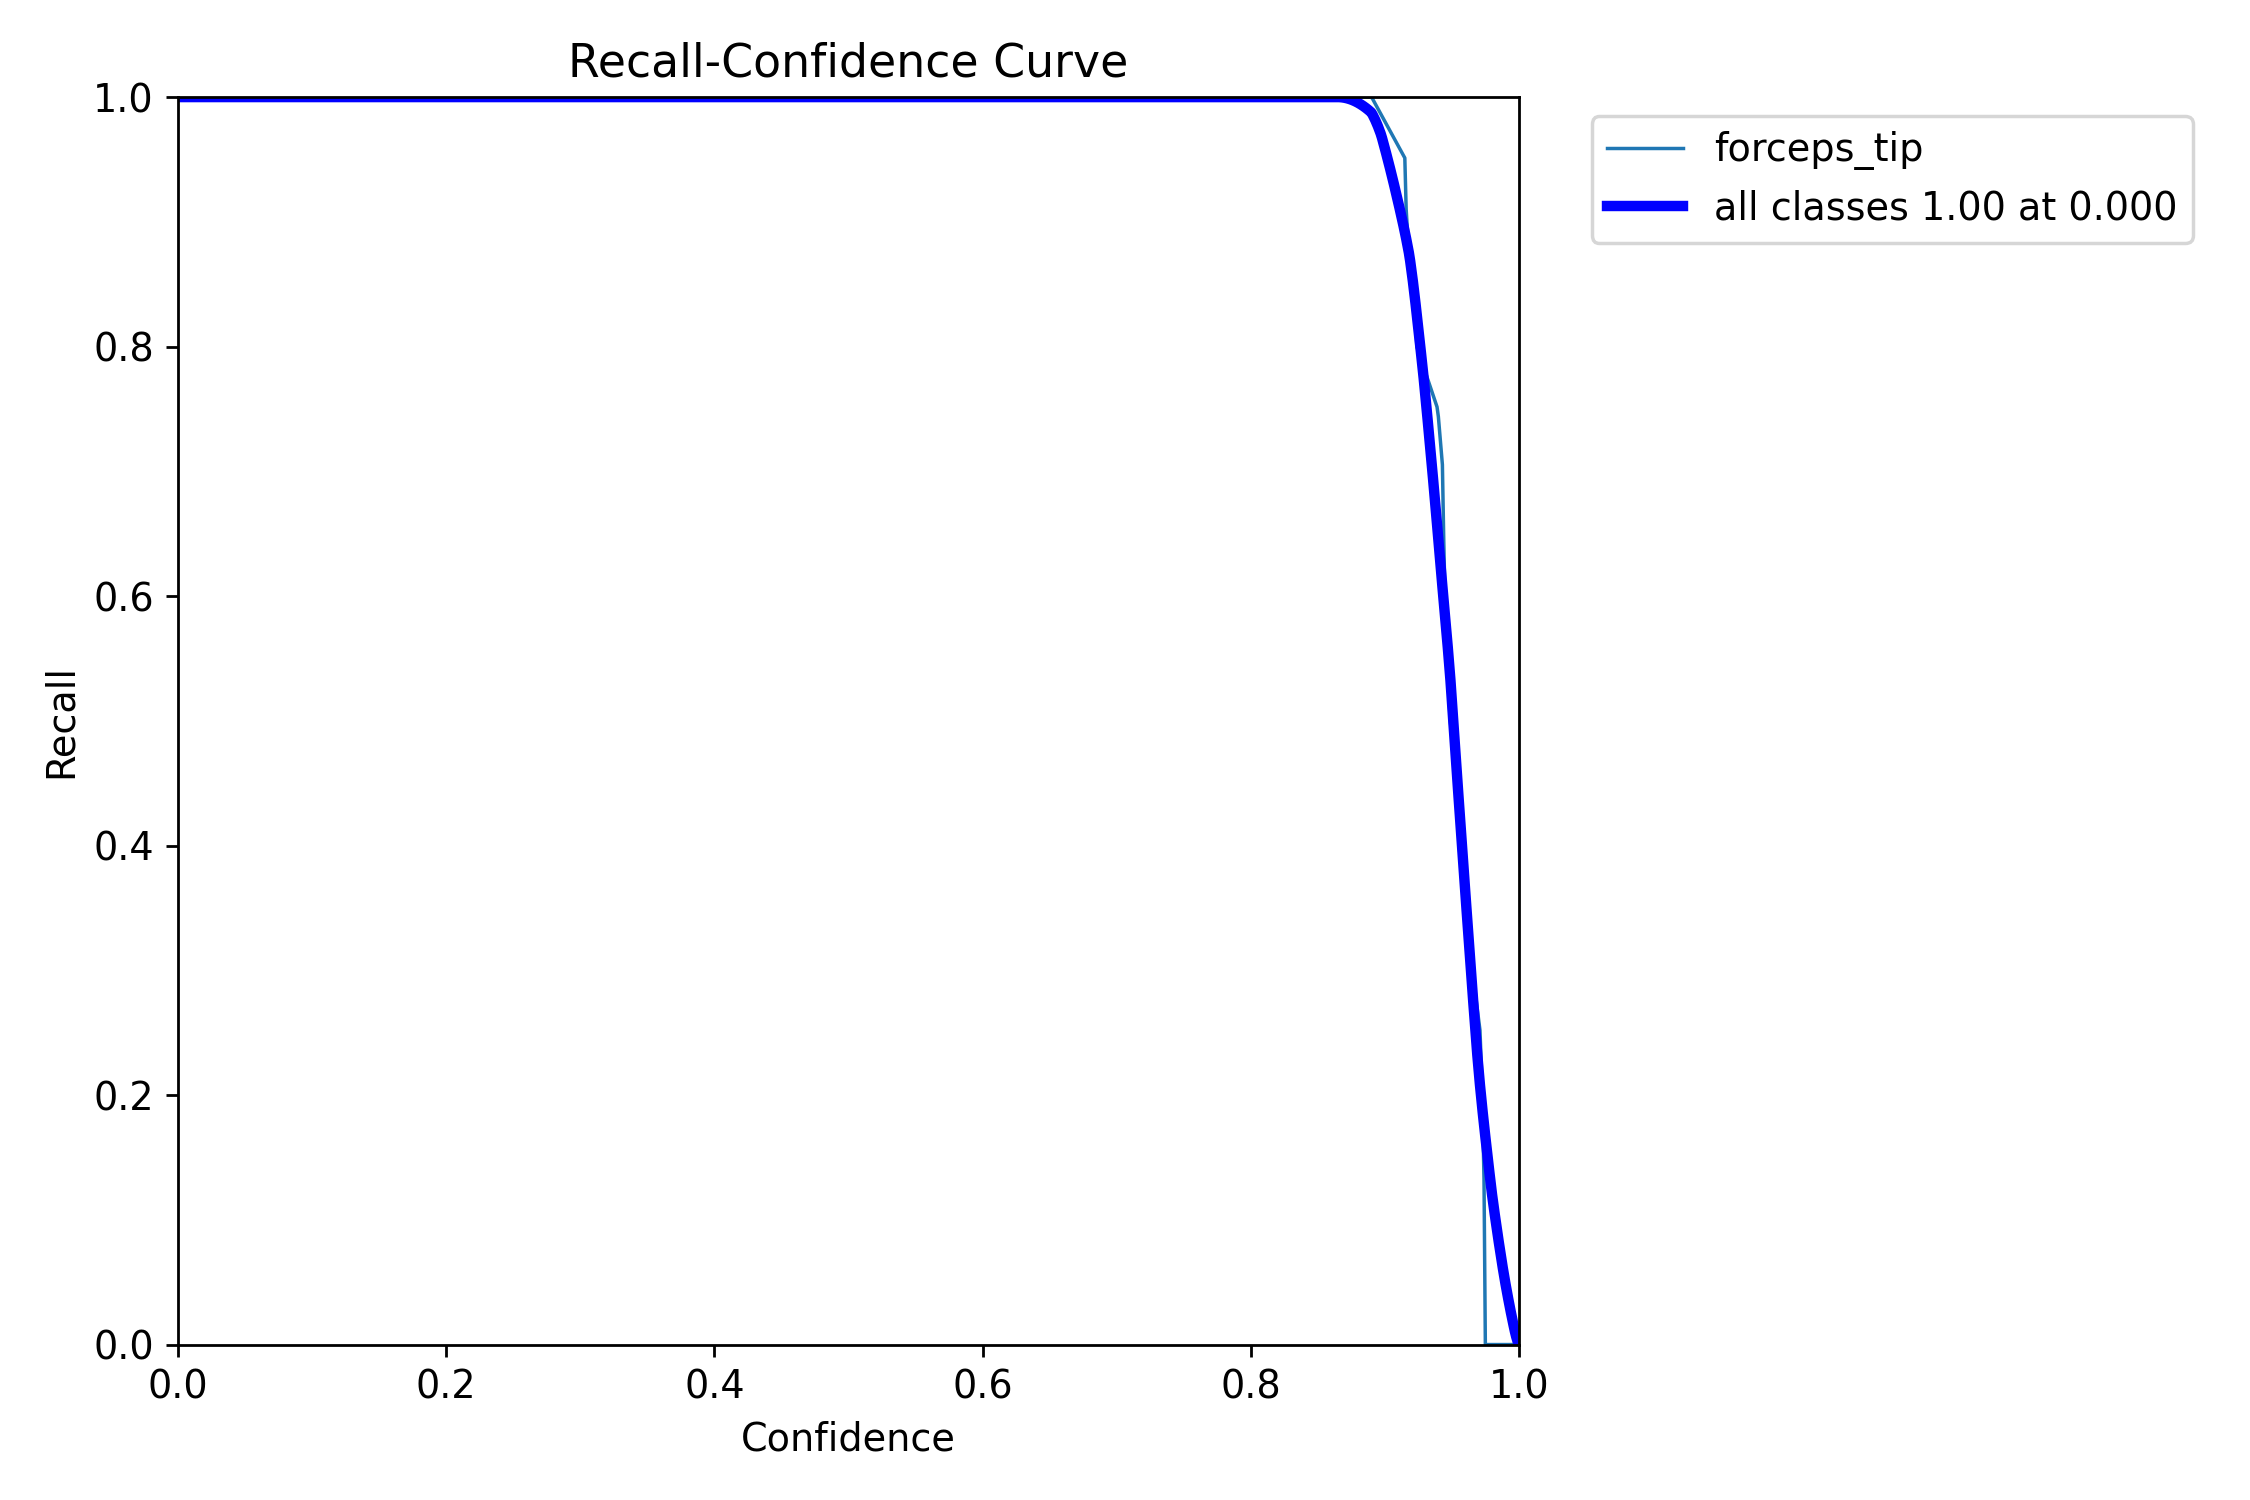 Recall-Confidence Curve
1.0
0.8
0.6
0.4
0.2
0.0
Recall
0.0 0.2 0.4 0.6 0.8 1.0
Confidence
forceps_tip
all classes 1.00 at 0.000